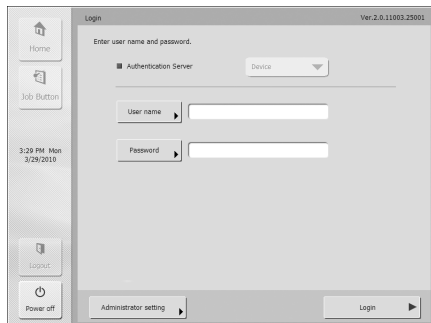 Login
Ver.2.0.11003.25001
Home
Enter user name and password.
Authentication Server
Device
Job Button
User name
Password
3:29 PM Mon
3/29/2010
Logout
Power off
Administrator setting
Login